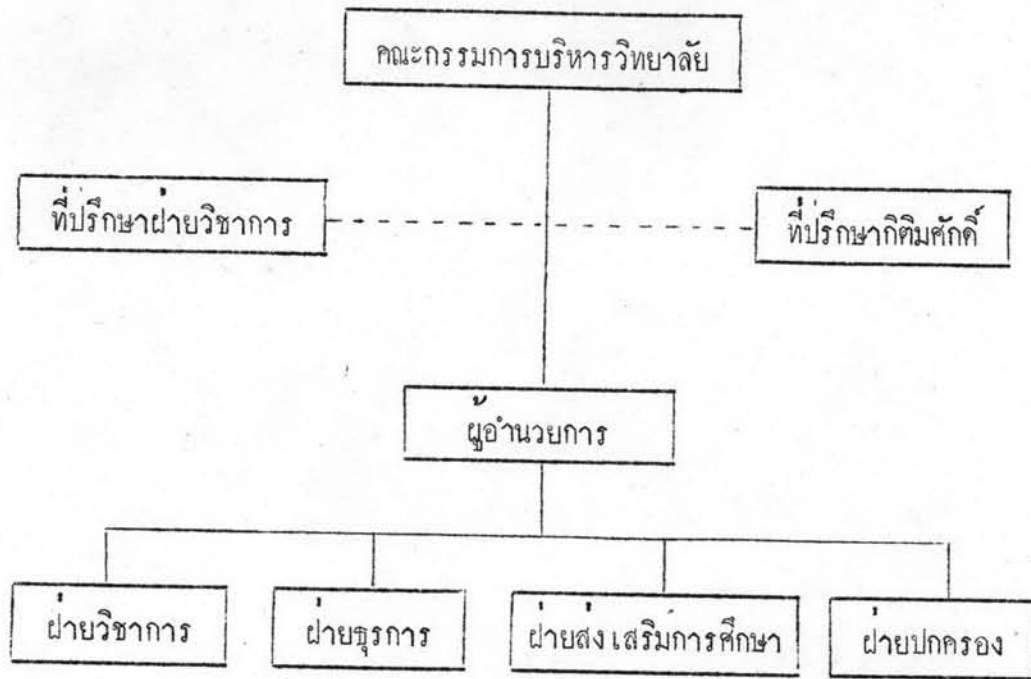 คณะกรรมการบริหารวิทยาลัย
ที่ปรึกษาฝ่ายวิชาการ
ที่ปรึกษากิติมศักดิ์
ผู้อำนวยการ
ฝ่ายวิชาการ
ฝ่ายธุรการ
ฝ่ายส่งเสริมการศึกษา
ฝ่ายปกครอง